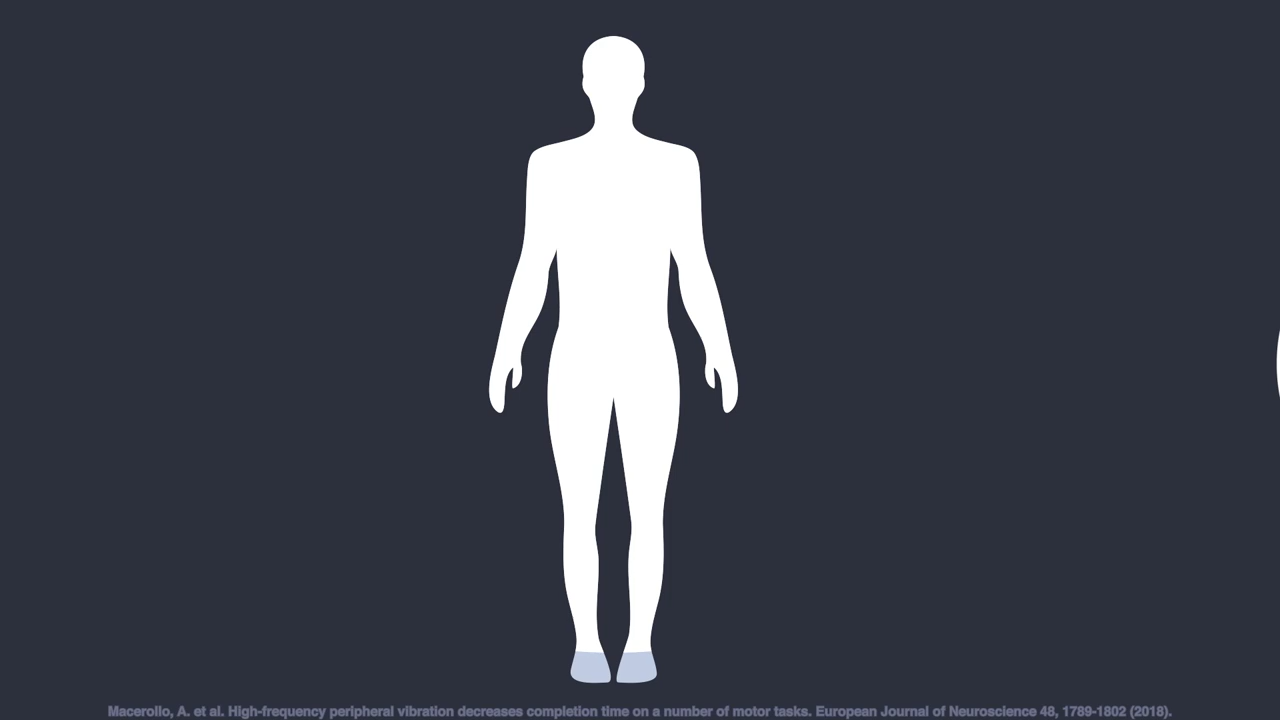 Macerollo, A. et al. High-frequency peripheral vibration decreases completion time on a number of motor tasks. European Journal of Neuroscience 48, 1789-1802 (2018).